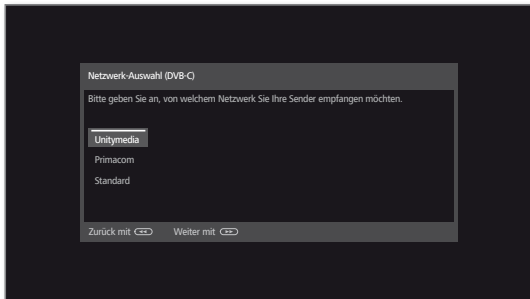 Netzwerk-Auswahl (DVB-C)
Bitte geben Sie an, von welchem Netzwerk Sie Ihre Sender empfangen möchten.
Unitymedia
Primacom
Standard
Zurück mit Weiter mit